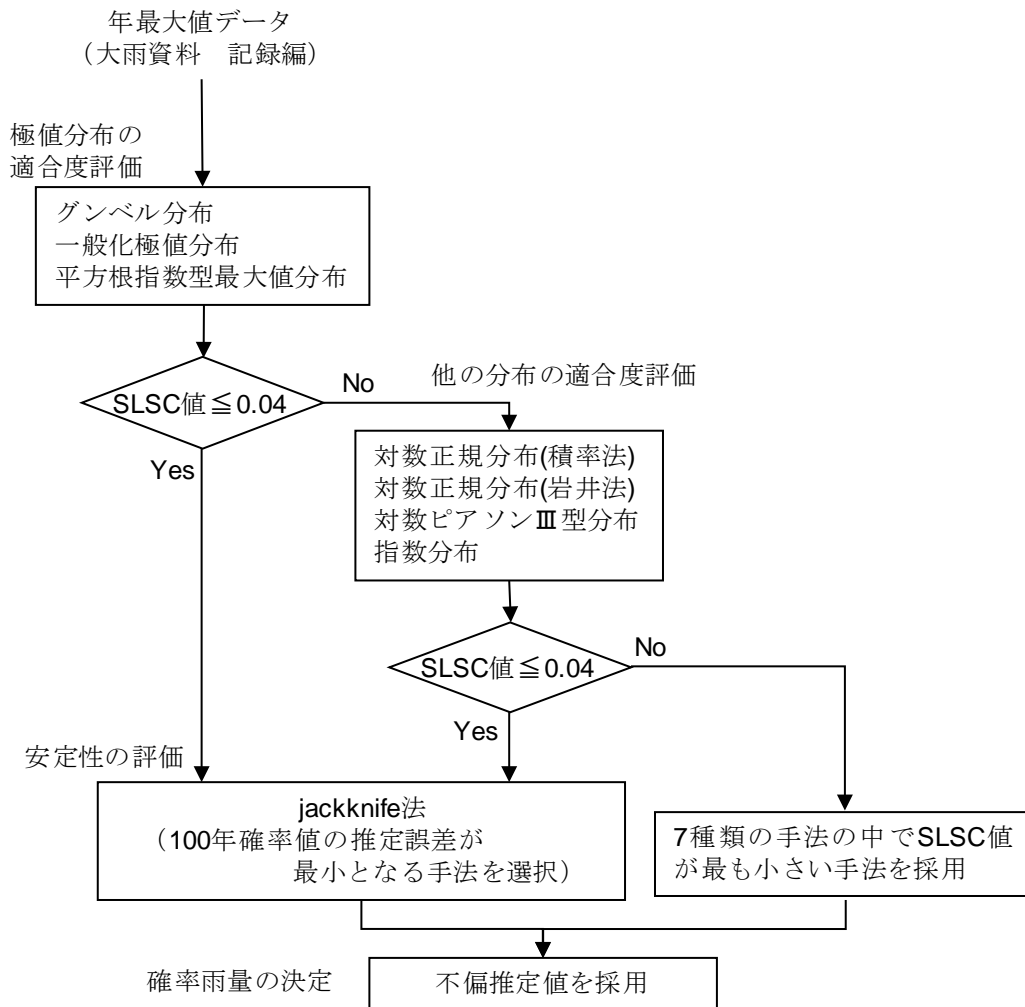 年最大値データ
（大雨資料　記録編）
極値分布の
適合度評価
グンベル分布
一般化極値分布
平方根指数型最大値分布
SLSC値≦0.04
No
他の分布の適合度評価
Yes
対数正規分布(積率法)
対数正規分布(岩井法)
対数ピアソンⅢ型分布
指数分布
SLSC値≦0.04
No
Yes
安定性の評価
jackknife法
（100年確率値の推定誤差が
最小となる手法を選択）
7種類の手法の中でSLSC値
が最も小さい手法を採用
確率雨量の決定
不偏推定値を採用